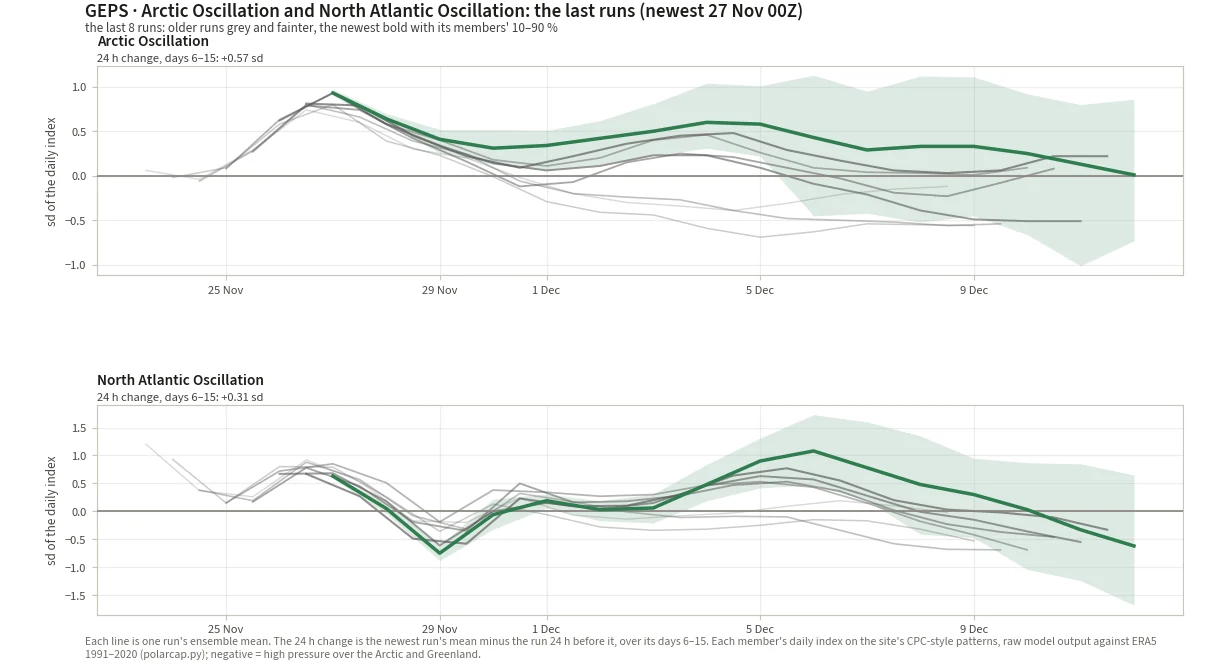 GEPS · Arctic Oscillation and North Atlantic Oscillation: the last runs (newest 27 Nov 00Z)
the last 8 runs: older runs grey and fainter, the newest bold with its members' 10–90 %
Arctic Oscillation
24 h change, days 6–15: +0.57 sd
1.0
0.5
0.0
−0.5
−1.0
sd of the daily index
25 Nov
29 Nov
1 Dec
5 Dec
9 Dec
North Atlantic Oscillation
24 h change, days 6–15: +0.31 sd
1.5
1.0
0.5
0.0
−0.5
−1.0
−1.5
sd of the daily index
25 Nov
29 Nov
1 Dec
5 Dec
9 Dec
Each line is one run's ensemble mean. The 24 h change is the newest run's mean minus the run 24 h before it, over its days 6–15. Each member's daily index on the site's CPC-style patterns, raw model output against ERA5
1991–2020 (polarcap.py); negative = high pressure over the Arctic and Greenland.